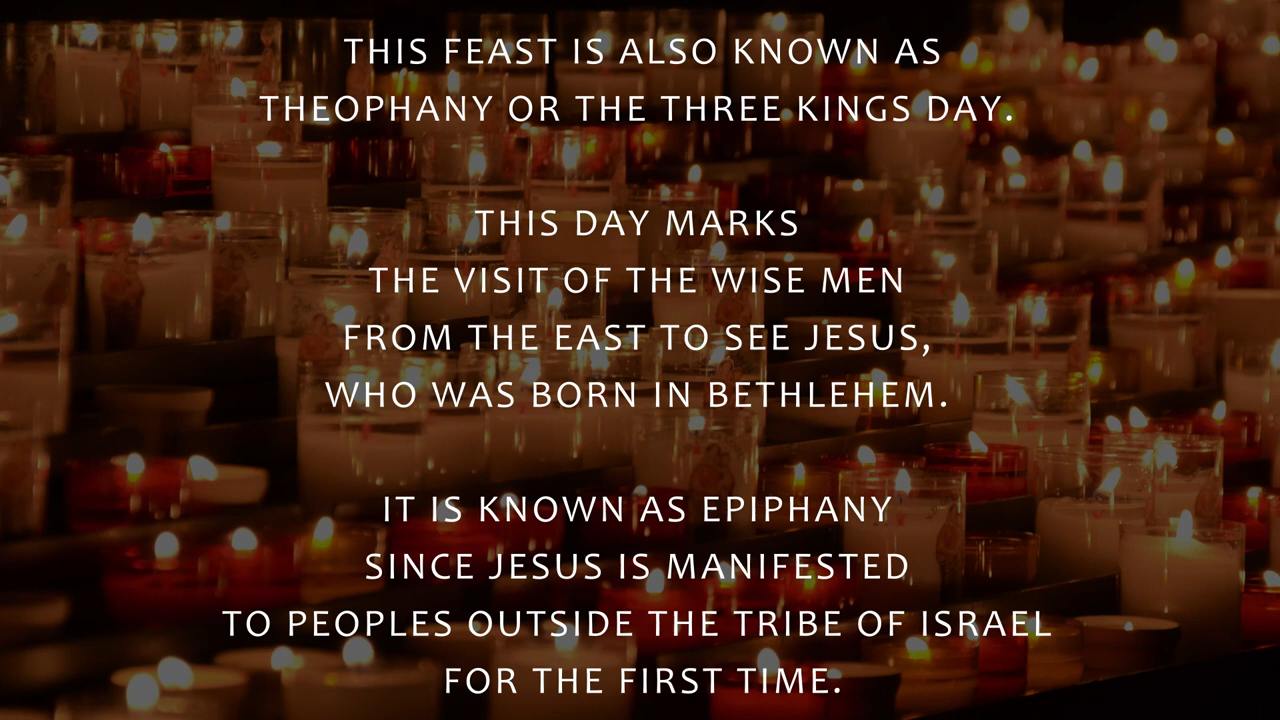 THIS FEAST IS ALSO KNOWN AS
THEOPHANY OR THE THREE KINGS DAY.
THIS DAY MARKS
THE VISIT OF THE WISE MEN
FROM THE EAST TO SEE JESUS,
WHO WAS BORN IN BETHLEHEM.
IT IS KNOWN AS EPIPHANY
SINCE JESUS IS MANIFESTED
TO PEOPLES OUTSIDE THE TRIBE OF ISRAEL
FOR THE FIRST TIME.